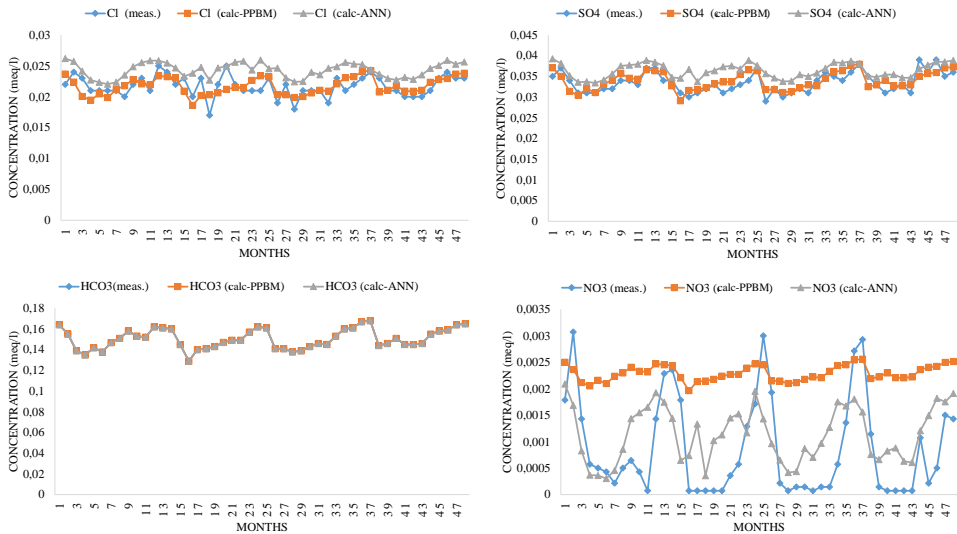 Cl (meas.) Cl (calc-PPBM) Cl (calc-ANN)
CONCENTRATION (meq/l)
0,03
0,025
0,02
0,015
0,01
0,005
0
1 3 5 7 9 11 13 15 17 19 21 23 25 27 29 31 33 35 37 39 41 43 45 47
MONTHS
SO4 (meas.) SO4 (calc-PPBM) SO4 (calc-ANN)
CONCENTRATION (meq/l)
0,045
0,04
0,035
0,03
0,025
0,02
0,015
0,01
0,005
0
1 3 5 7 9 11 13 15 17 19 21 23 25 27 29 31 33 35 37 39 41 43 45 47
MONTHS
HCO3(meas.) HCO3 (calc-PPBM) HCO3 (calc-ANN)
CONCENTRATION (meq/l)
0,18
0,16
0,14
0,12
0,1
0,08
0,06
0,04
0,02
0
1 3 5 7 9 11 13 15 17 19 21 23 25 27 29 31 33 35 37 39 41 43 45 47
MONTHS
NO3 (meas.) NO3 (calc-PPBM) NO3 (calc-ANN)
CONCENTRATION (meq/l)
0,0035
0,003
0,0025
0,002
0,0015
0,001
0,0005
0
1 3 5 7 9 11 13 15 17 19 21 23 25 27 29 31 33 35 37 39 41 43 45 47
MONTHS